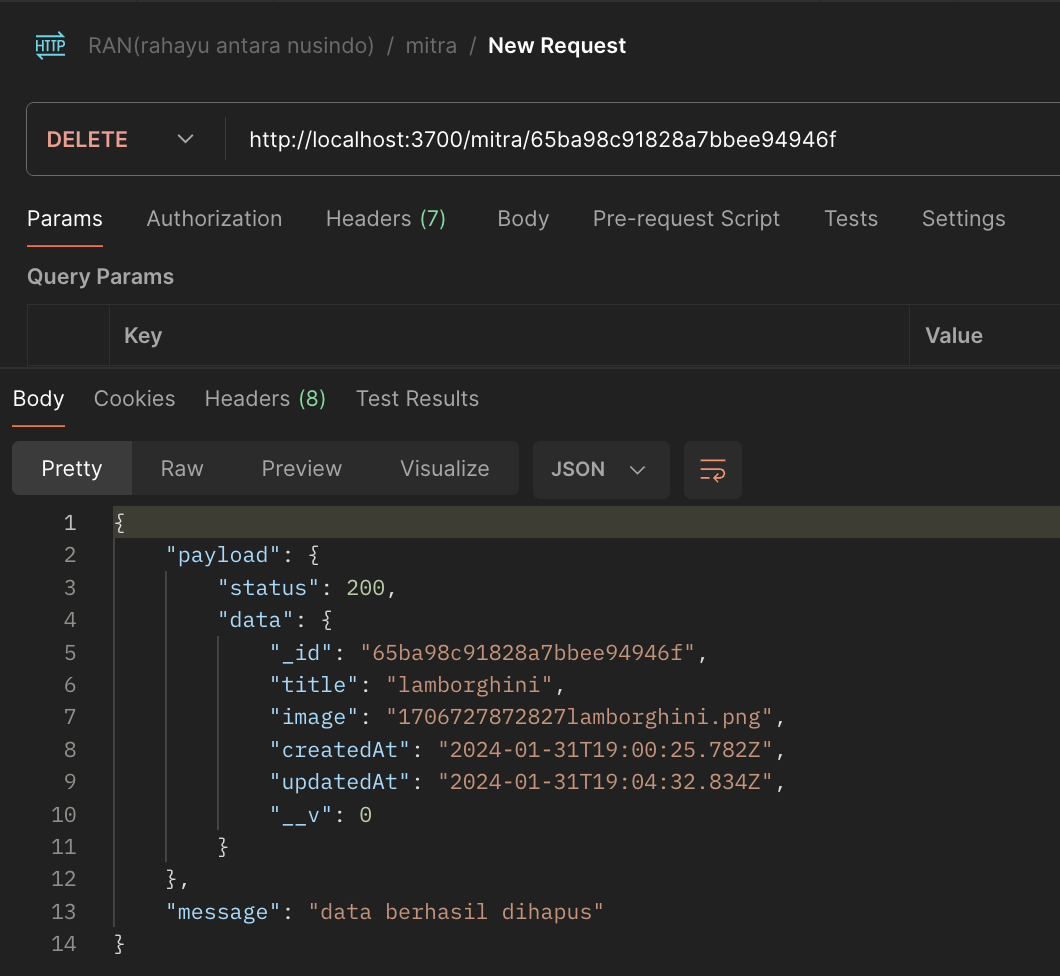 HTTP RAN(rahayu antara nusindo) / mitra / New Request
DELETE http://localhost:3700/mitra/65ba98c91828a7bbee94946f
Params Authorization Headers (7) Body Pre-request Script Tests Settings
Query Params
Key Value
Body Cookies Headers (8) Test Results
Pretty Raw Preview Visualize JSON
1 {
2 "payload": {
3 "status": 200,
4 "data": {
5 "_id": "65ba98c91828a7bbee94946f",
6 "title": "lamborghini",
7 "image": "1706727872827lamborghini.png",
8 "createdAt": "2024-01-31T19:00:25.782Z",
9 "updatedAt": "2024-01-31T19:04:32.834Z",
10 "__v": 0
11 }
12 },
13 "message": "data berhasil dihapus"
14 }